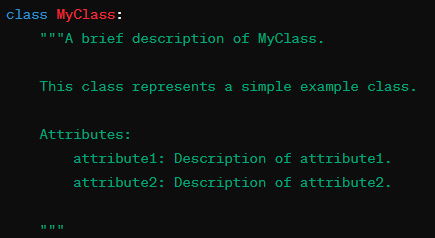 class MyClass:
    """A brief description of MyClass.

    This class represents a simple example class.

    Attributes:
        attribute1: Description of attribute1.
        attribute2: Description of attribute2.

    """